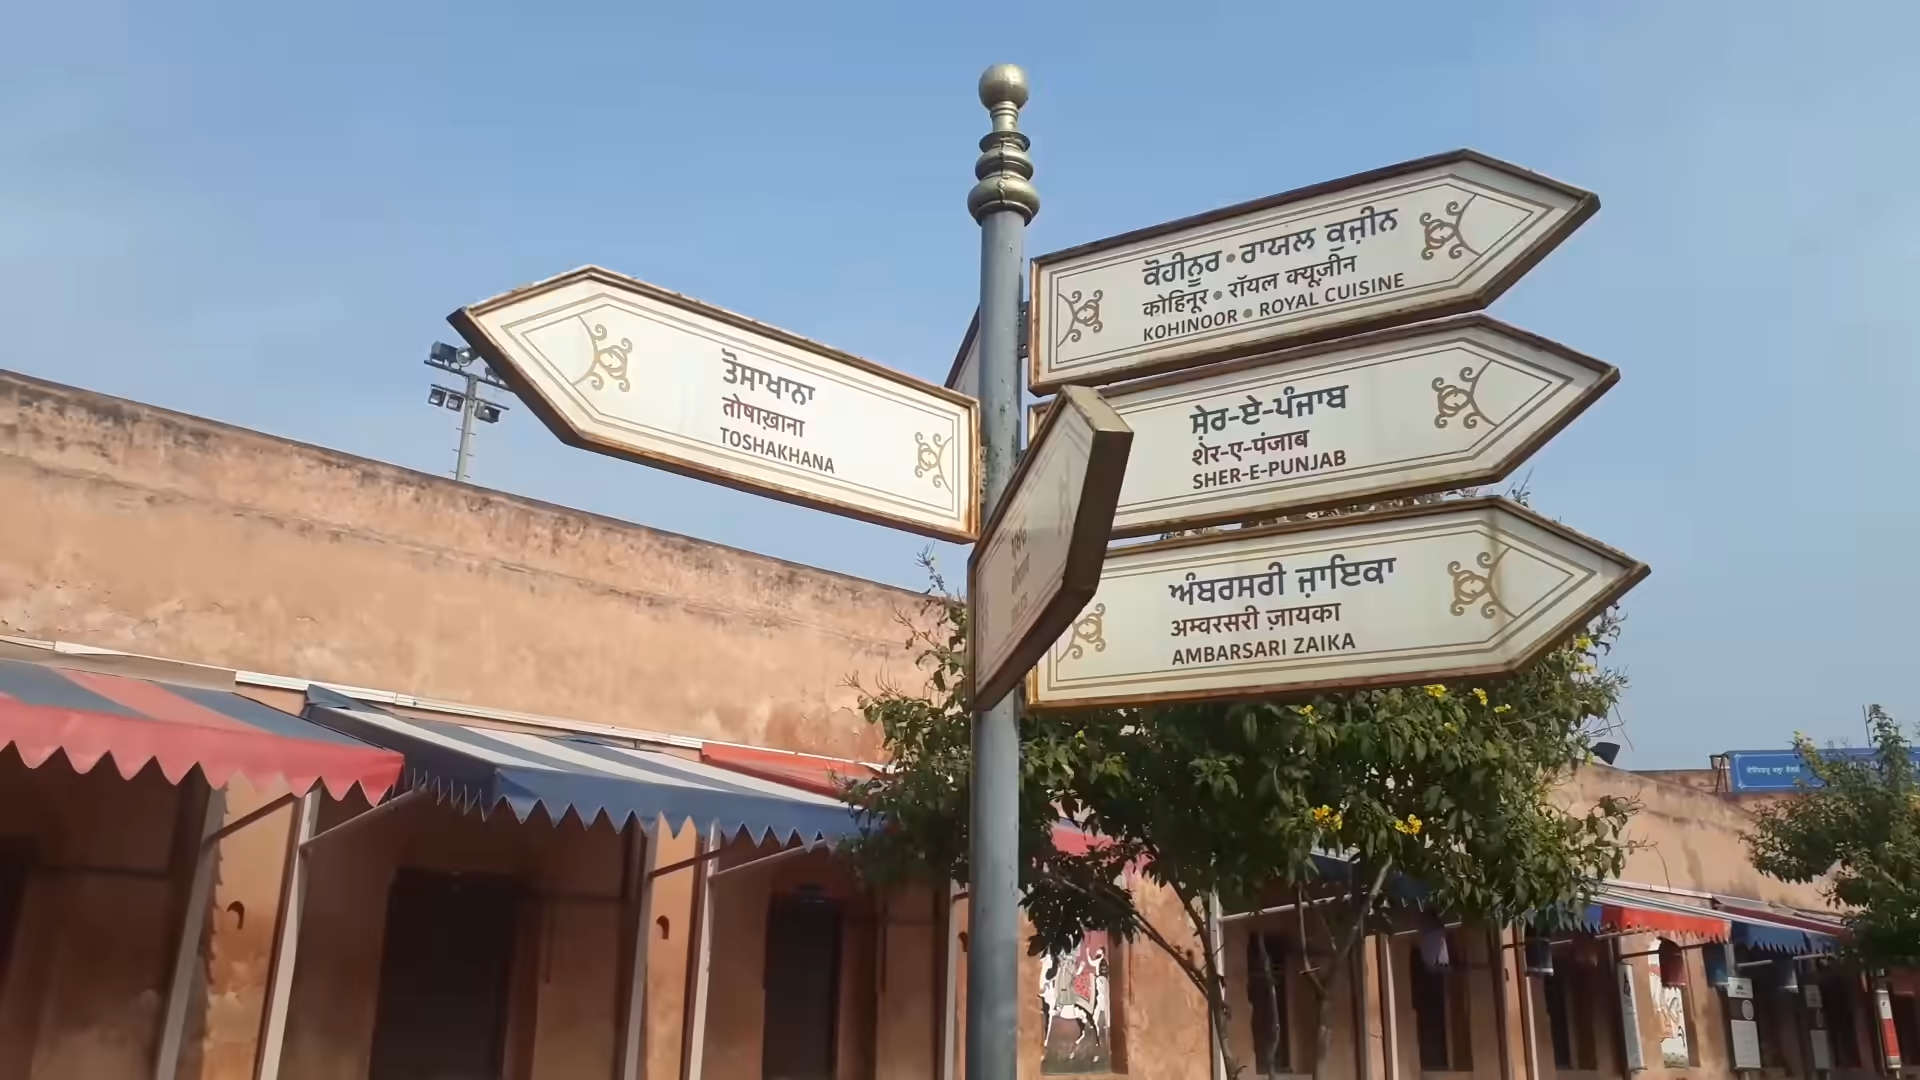 ਤੋਸਾਖਾਨਾ
तोषाख़ाना
TOSHAKHANA
ਕੋਹੀਨੂਰ • ਰਾਯਲ ਕੁਜ਼ੀਨ
कोहिनूर • रॉयल क्यूज़ीन
KOHINOOR • ROYAL CUISINE
ਸ਼ੇਰ-ਏ-ਪੰਜਾਬ
शेर-ए-पंजाब
SHER-E-PUNJAB
ਅੰਬਰਸਰੀ ਜ਼ਾਇਕਾ
अम्बरसरी ज़ायका
AMBARSARI ZAIKA